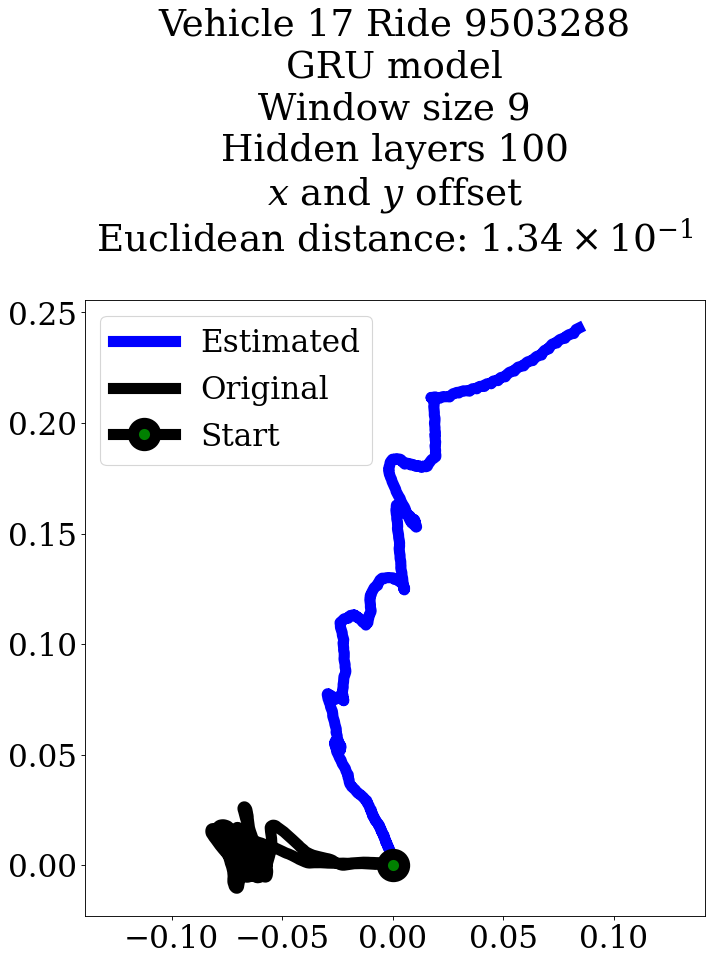 Vehicle 17 Ride 9503288
GRU model
Window size 9
Hidden layers 100
x and y offset
Euclidean distance: 1.34 × 10⁻¹
Estimated
Original
Start
0.25
0.20
0.15
0.10
0.05
0.00
−0.10 −0.05 0.00 0.05 0.10